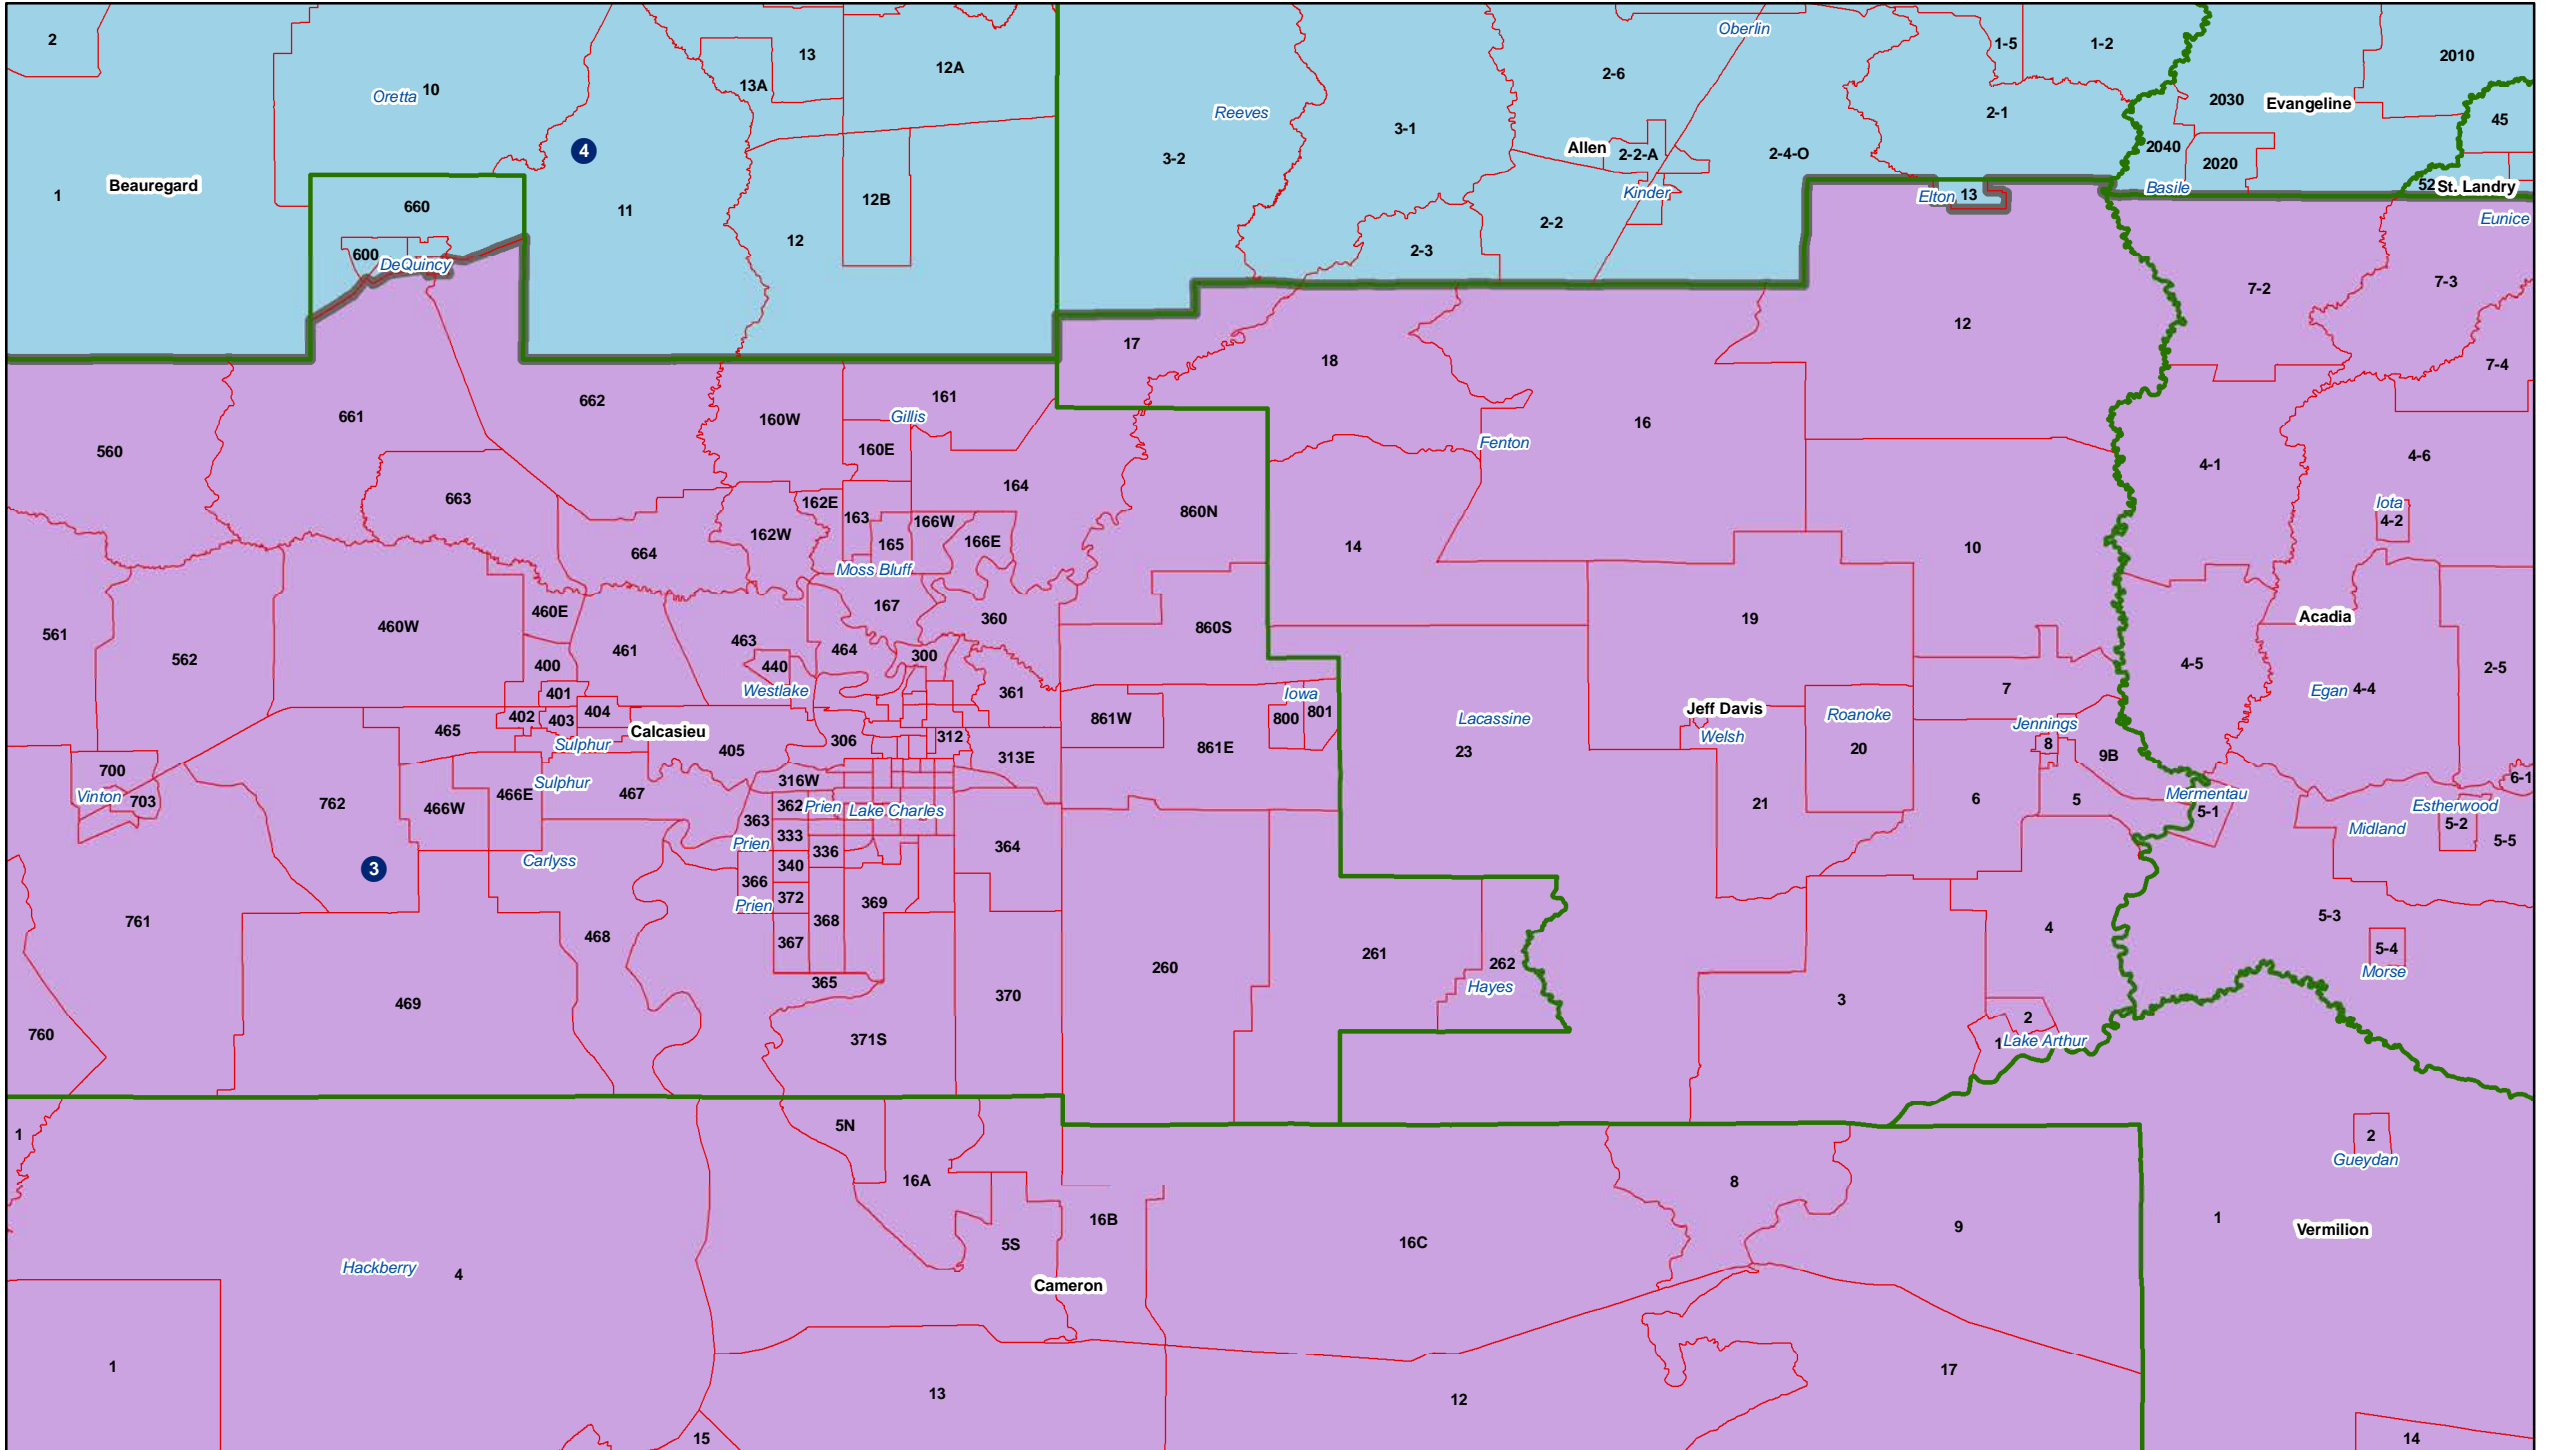 2
13
1-5
1-2
Oberlin
2010
12A
2-6
13A
Oretta
10
2030
Evangeline
Reeves
2-1
45
3-1
4
Allen
2-2-A
2-4-O
2040
3-2
2020
Beauregard
1
12B
Kinder
Elton
13
Basile
52
St. Landry
660
11
Eunice
12
2-2
2-3
600
DeQuincy
7-2
7-3
12
17
18
7-4
662
161
661
Gillis
160W
16
560
160E
Fenton
4-1
4-6
663
164
162E
Iota
860N
163
166W
4-2
162W
165
166E
14
10
664
Moss Bluff
167
460E
360
19
Acadia
460W
860S
561
463
461
464
300
562
400
440
4-5
2-5
401
Westlake
361
7
Egan
4-4
Iowa
402
403
404
861W
800
801
Lacassine
Jeff Davis
Roanoke
465
Calcasieu
Jennings
Sulphur
405
306
312
861E
23
Welsh
20
8
313E
9B
700
Sulphur
316W
6-1
Vinton
703
762
466W
466E
467
362
Prien
Lake Charles
21
6
5
Mermentau
5-1
Estherwood
363
333
5-2
Midland
Prien
336
364
5-5
Carlyss
3
340
366
372
369
Prien
761
368
5-3
468
367
4
5-4
261
262
260
Morse
365
Hayes
370
469
3
2
760
371S
1
Lake Arthur
1
5N
2
Gueydan
16A
8
16B
1
9
Vermilion
5S
16C
Hackberry
4
Cameron
1
17
13
12
15
14